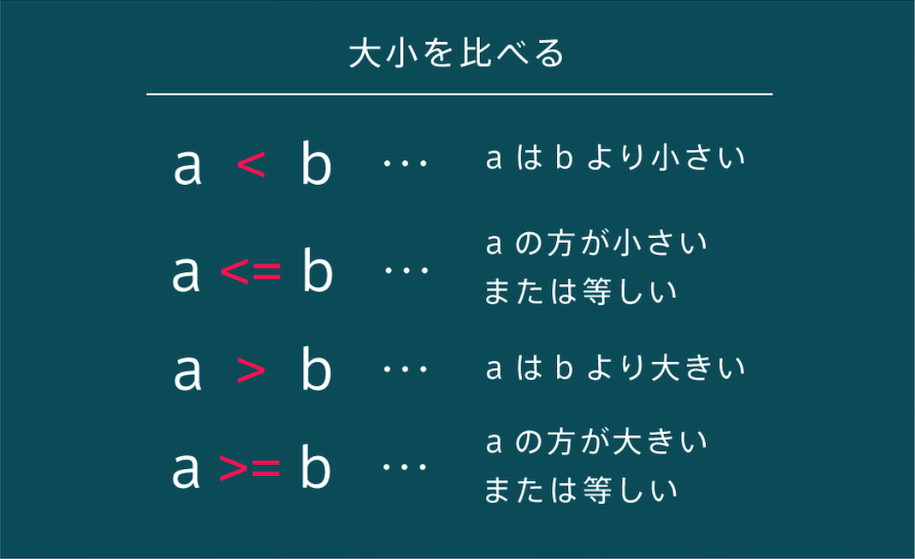 大小を比べる
a < b ··· a は b より小さい
a <= b ··· a の方が小さい
または等しい
a > b ··· a は b より大きい
a >= b ··· a の方が大きい
または等しい